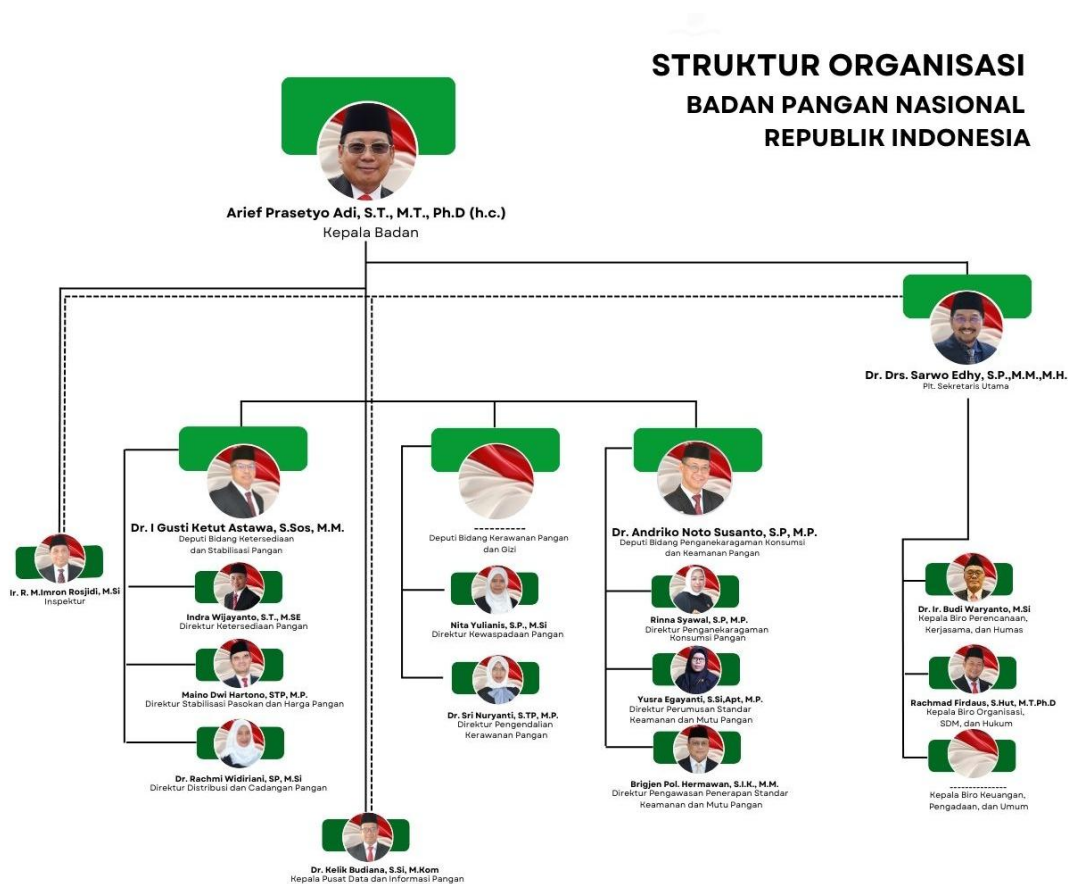 STRUKTUR ORGANISASI
BADAN PANGAN NASIONAL
REPUBLIK INDONESIA
Arief Prasetyo Adi, S.T., M.T., Ph.D (h.c.)
Kepala Badan
Dr. Drs. Sarwo Edhy, S.P.,M.M.,M.H.
Plt. Sekretaris Utama
Ir. R. M.Imron Rosjidi, M.Si
Inspektur
Dr. I Gusti Ketut Astawa, S.Sos, M.M.
Deputi Bidang Ketersediaan
dan Stabilisasi Pangan
Indra Wijayanto, S.T., M.SE
Direktur Ketersediaan Pangan
Maino Dwi Hartono, STP, M.P.
Direktur Stabilisasi Pasokan dan Harga Pangan
Dr. Rachmi Widiriani, SP, M.Si
Direktur Distribusi dan Cadangan Pangan
----------
Deputi Bidang Kerawanan Pangan
dan Gizi
Nita Yulianis, S.P., M.Si
Direktur Kewaspadaan Pangan
Dr. Sri Nuryanti, S.TP, M.P.
Direktur Pengendalian
Kerawanan Pangan
Dr. Andriko Noto Susanto, S.P, M.P.
Deputi Bidang Penganekaragaman Konsumsi
dan Keamanan Pangan
Rinna Syawal, S.P, M.P.
Direktur Penganekaragaman
Konsumsi Pangan
Yusra Egayanti, S.Si,Apt, M.P.
Direktur Perumusan Standar
Keamanan dan Mutu Pangan
Brigjen Pol. Hermawan, S.I.K., M.M.
Direktur Pengawasan Penerapan Standar
Keamanan dan Mutu Pangan
Dr. Ir. Budi Waryanto, M.Si
Kepala Biro Perencanaan,
Kerjasama, dan Humas
Rachmad Firdaus, S.Hut, M.T.Ph.D
Kepala Biro Organisasi,
SDM, dan Hukum
---------------
Kepala Biro Keuangan,
Pengadaan, dan Umum
Dr. Kelik Budiana, S.Si, M.Kom
Kepala Pusat Data dan Informasi Pangan